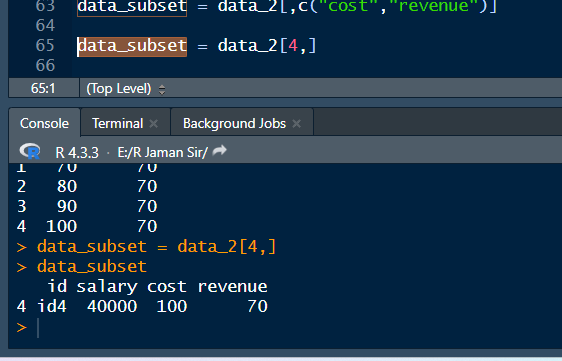 63 data_subset = data_2[,c("cost","revenue")]
64
65 data_subset = data_2[4,]
66
65:1 (Top Level)
Console Terminal × Background Jobs ×
R R 4.3.3 · E:/R Jaman Sir/
1 70 70
2 80 70
3 90 70
4 100 70
> data_subset = data_2[4,]
> data_subset
id salary cost revenue
4 id4 40000 100 70
>